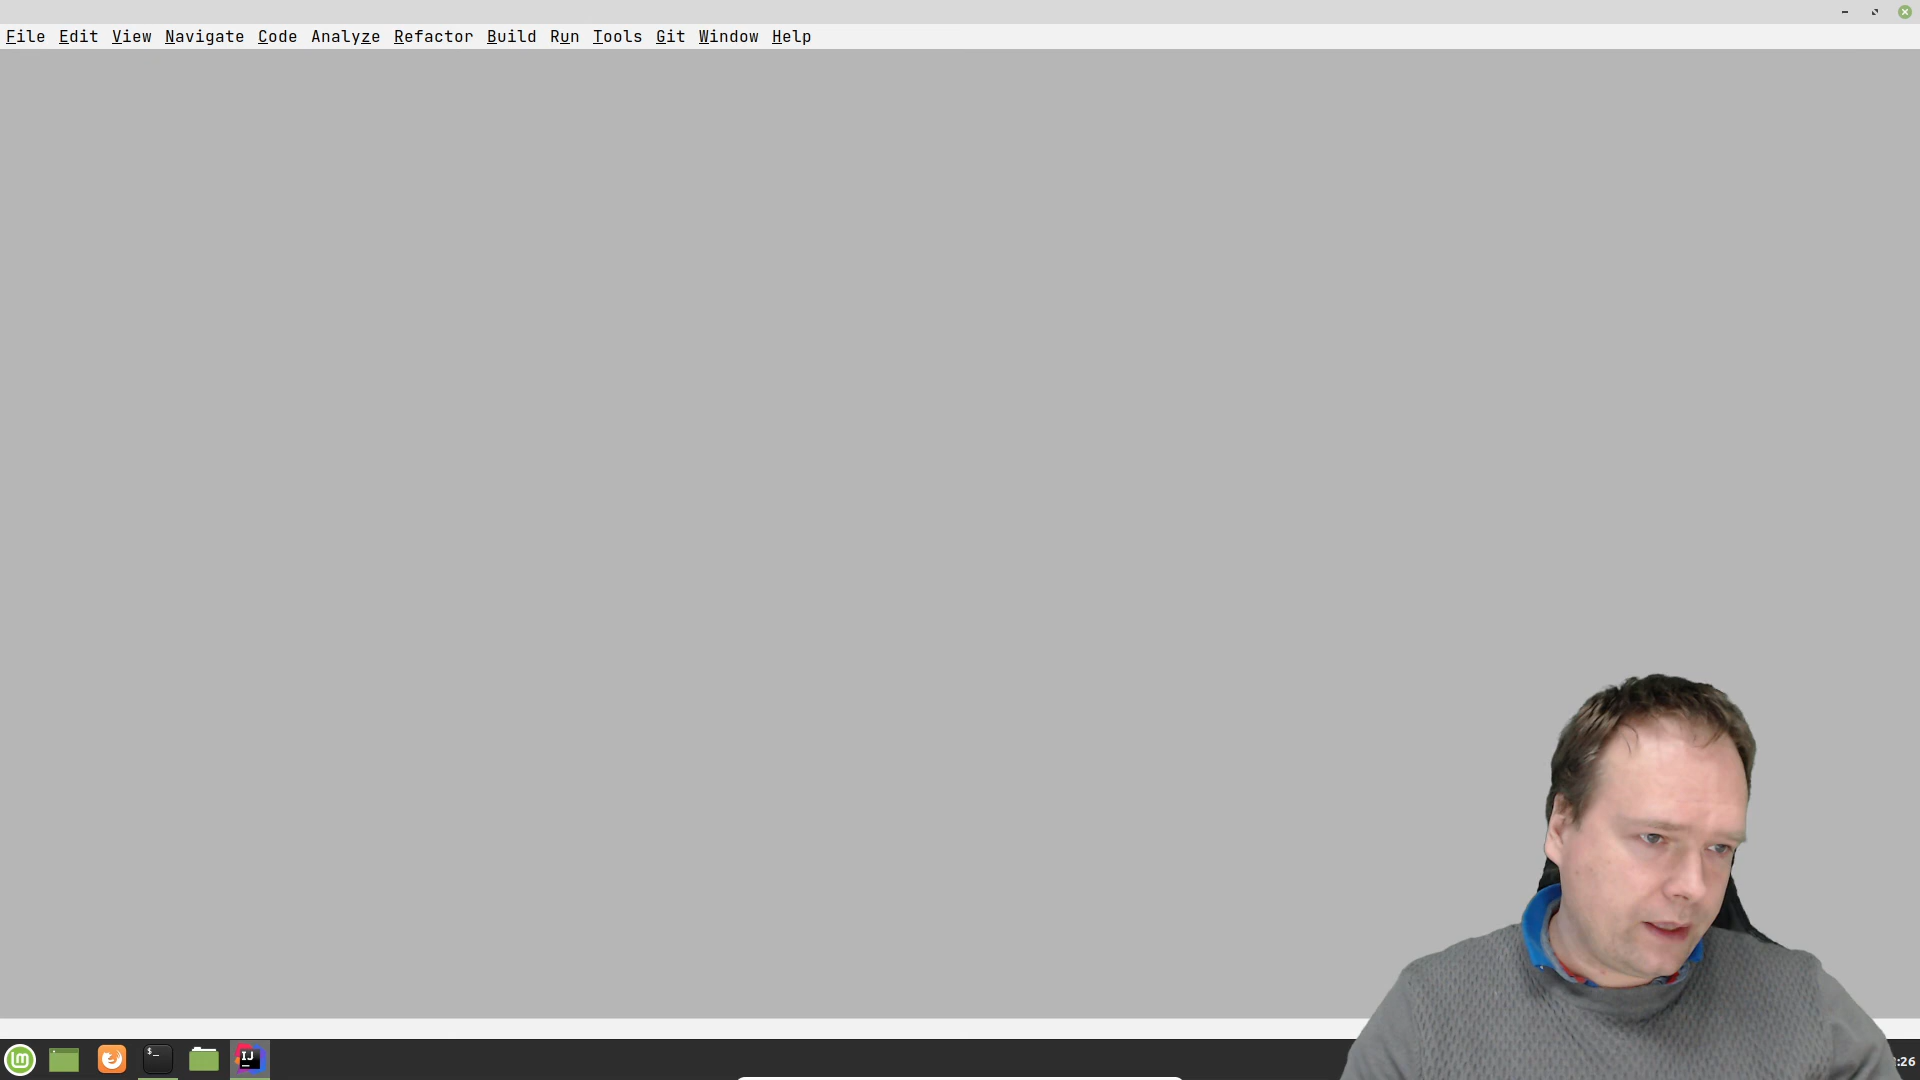 File Edit View Navigate Code Analyze Refactor Build Run Tools Git Window Help
$_
IJ
:26